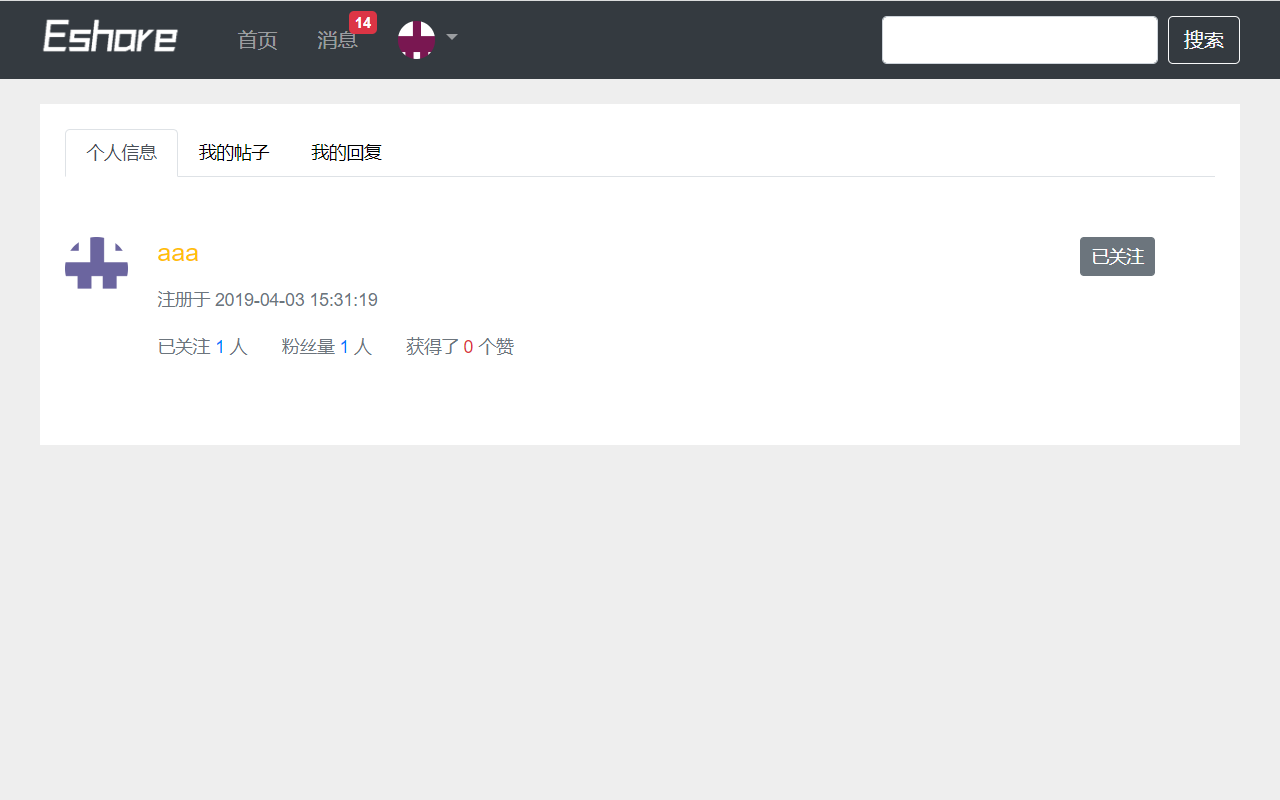 Eshare 首页 消息 14 搜索
个人信息 我的帖子 我的回复
aaa 已关注
注册于 2019-04-03 15:31:19
已关注 1 人 粉丝量 1 人 获得了 0 个赞